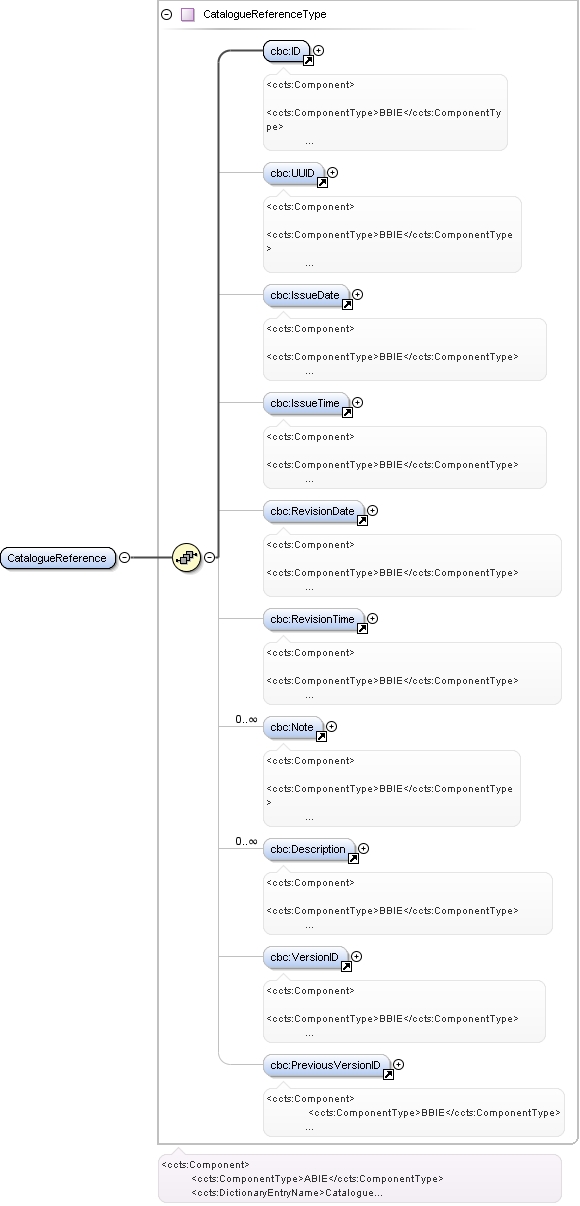 CatalogueReferenceType
cbc:ID
<ccts:Component>
<ccts:ComponentType>BBIE</ccts:ComponentTy
pe>
...
cbc:UUID
<ccts:Component>
<ccts:ComponentType>BBIE</ccts:ComponentType
>
...
cbc:IssueDate
<ccts:Component>
<ccts:ComponentType>BBIE</ccts:ComponentType>
...
cbc:IssueTime
<ccts:Component>
<ccts:ComponentType>BBIE</ccts:ComponentType>
...
cbc:RevisionDate
<ccts:Component>
<ccts:ComponentType>BBIE</ccts:ComponentType>
...
CatalogueReference
cbc:RevisionTime
<ccts:Component>
<ccts:ComponentType>BBIE</ccts:ComponentType>
...
0..∞
cbc:Note
<ccts:Component>
<ccts:ComponentType>BBIE</ccts:ComponentType
>
...
0..∞
cbc:Description
<ccts:Component>
<ccts:ComponentType>BBIE</ccts:ComponentType>
...
cbc:VersionID
<ccts:Component>
<ccts:ComponentType>BBIE</ccts:ComponentType>
...
cbc:PreviousVersionID
<ccts:Component>
<ccts:ComponentType>BBIE</ccts:ComponentType>
...
<ccts:Component>
<ccts:ComponentType>ABIE</ccts:ComponentType>
<ccts:DictionaryEntryName>Catalogue...